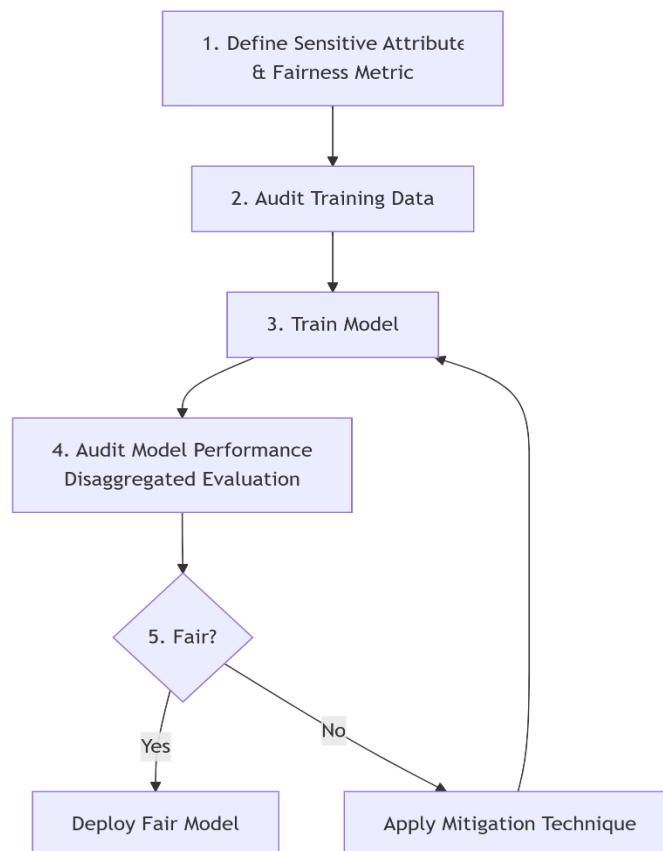 1. Define Sensitive Attribute
& Fairness Metric
2. Audit Training Data
3. Train Model
4. Audit Model Performance
Disaggregated Evaluation
5. Fair?
Yes
No
Deploy Fair Model
Apply Mitigation Technique